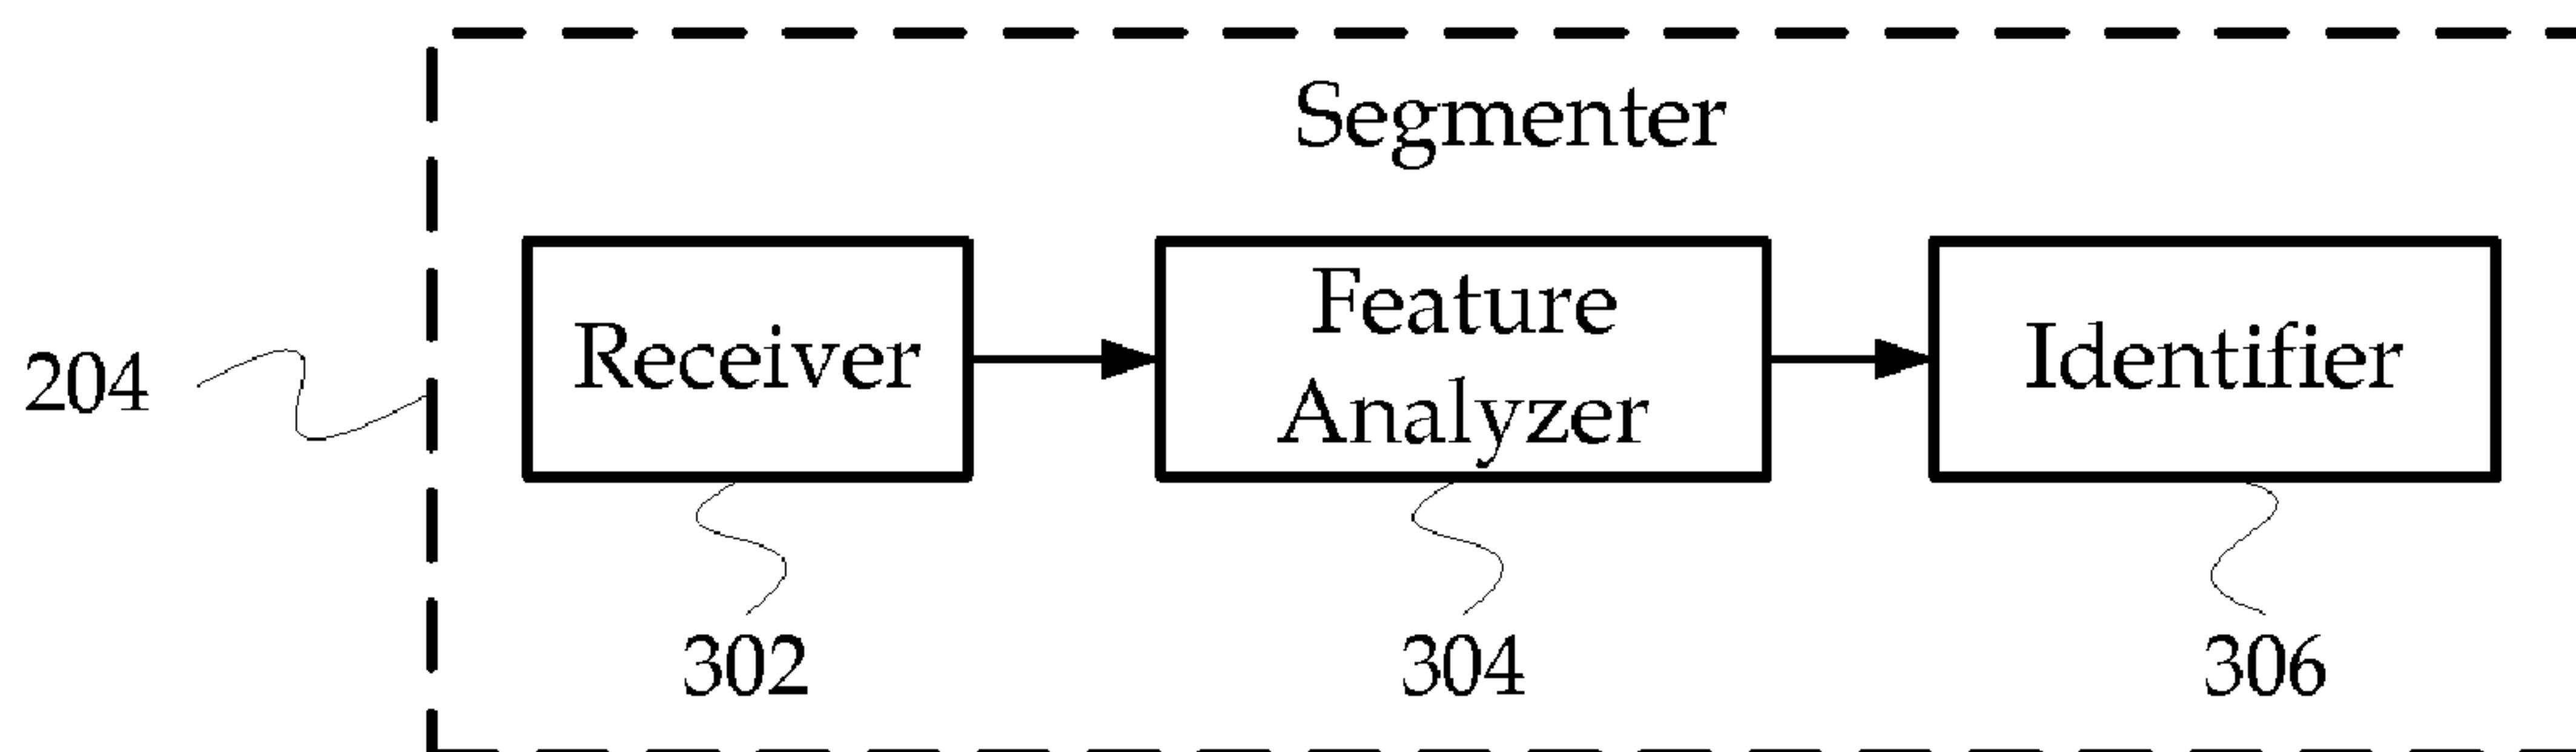 Segmenter
Receiver
Feature
Analyzer
Identifier
204
302
304
306